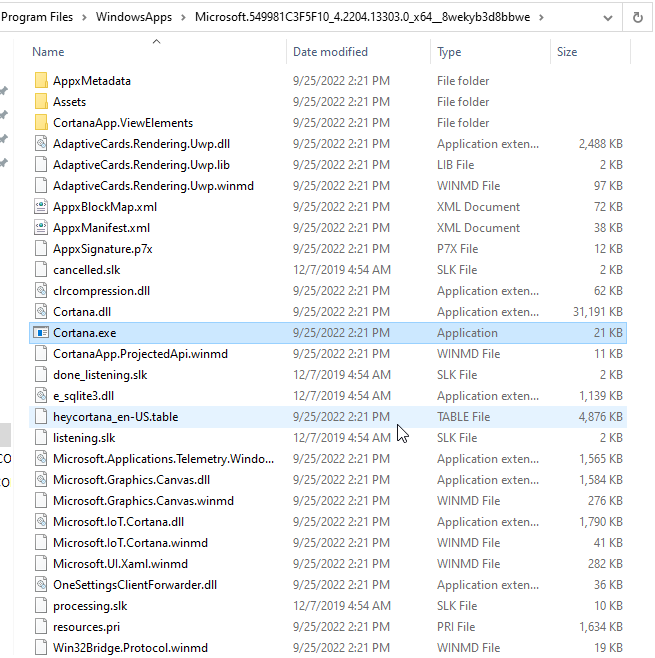 Program Files > WindowsApps > Microsoft.549981C3F5F10_4.2204.13303.0_x64__8wekyb3d8bbwe >
Name Date modified Type Size
AppxMetadata 9/25/2022 2:21 PM File folder
Assets 9/25/2022 2:21 PM File folder
CortanaApp.ViewElements 9/25/2022 2:21 PM File folder
AdaptiveCards.Rendering.Uwp.dll 9/25/2022 2:21 PM Application exten... 2,488 KB
AdaptiveCards.Rendering.Uwp.lib 9/25/2022 2:21 PM LIB File 2 KB
AdaptiveCards.Rendering.Uwp.winmd 9/25/2022 2:21 PM WINMD File 97 KB
AppxBlockMap.xml 9/25/2022 2:21 PM XML Document 72 KB
AppxManifest.xml 9/25/2022 2:21 PM XML Document 38 KB
AppxSignature.p7x 9/25/2022 2:21 PM P7X File 12 KB
cancelled.slk 12/7/2019 4:54 AM SLK File 2 KB
clrcompression.dll 9/25/2022 2:21 PM Application exten... 62 KB
Cortana.dll 9/25/2022 2:21 PM Application exten... 31,191 KB
Cortana.exe 9/25/2022 2:21 PM Application 21 KB
CortanaApp.ProjectedApi.winmd 9/25/2022 2:21 PM WINMD File 11 KB
done_listening.slk 12/7/2019 4:54 AM SLK File 2 KB
e_sqlite3.dll 9/25/2022 2:21 PM Application exten... 1,139 KB
heycortana_en-US.table 9/25/2022 2:21 PM TABLE File 4,876 KB
listening.slk 12/7/2019 4:54 AM SLK File 2 KB
CO Microsoft.Applications.Telemetry.Windo... 9/25/2022 2:21 PM Application exten... 1,565 KB
CO Microsoft.Graphics.Canvas.dll 9/25/2022 2:21 PM Application exten... 1,584 KB
Microsoft.Graphics.Canvas.winmd 9/25/2022 2:21 PM WINMD File 276 KB
Microsoft.IoT.Cortana.dll 9/25/2022 2:21 PM Application exten... 1,790 KB
Microsoft.IoT.Cortana.winmd 9/25/2022 2:21 PM WINMD File 41 KB
Microsoft.UI.Xaml.winmd 9/25/2022 2:21 PM WINMD File 282 KB
OneSettingsClientForwarder.dll 9/25/2022 2:21 PM Application exten... 36 KB
processing.slk 12/7/2019 4:54 AM SLK File 10 KB
resources.pri 9/25/2022 2:21 PM PRI File 1,634 KB
Win32Bridge.Protocol.winmd 9/25/2022 2:21 PM WINMD File 19 KB